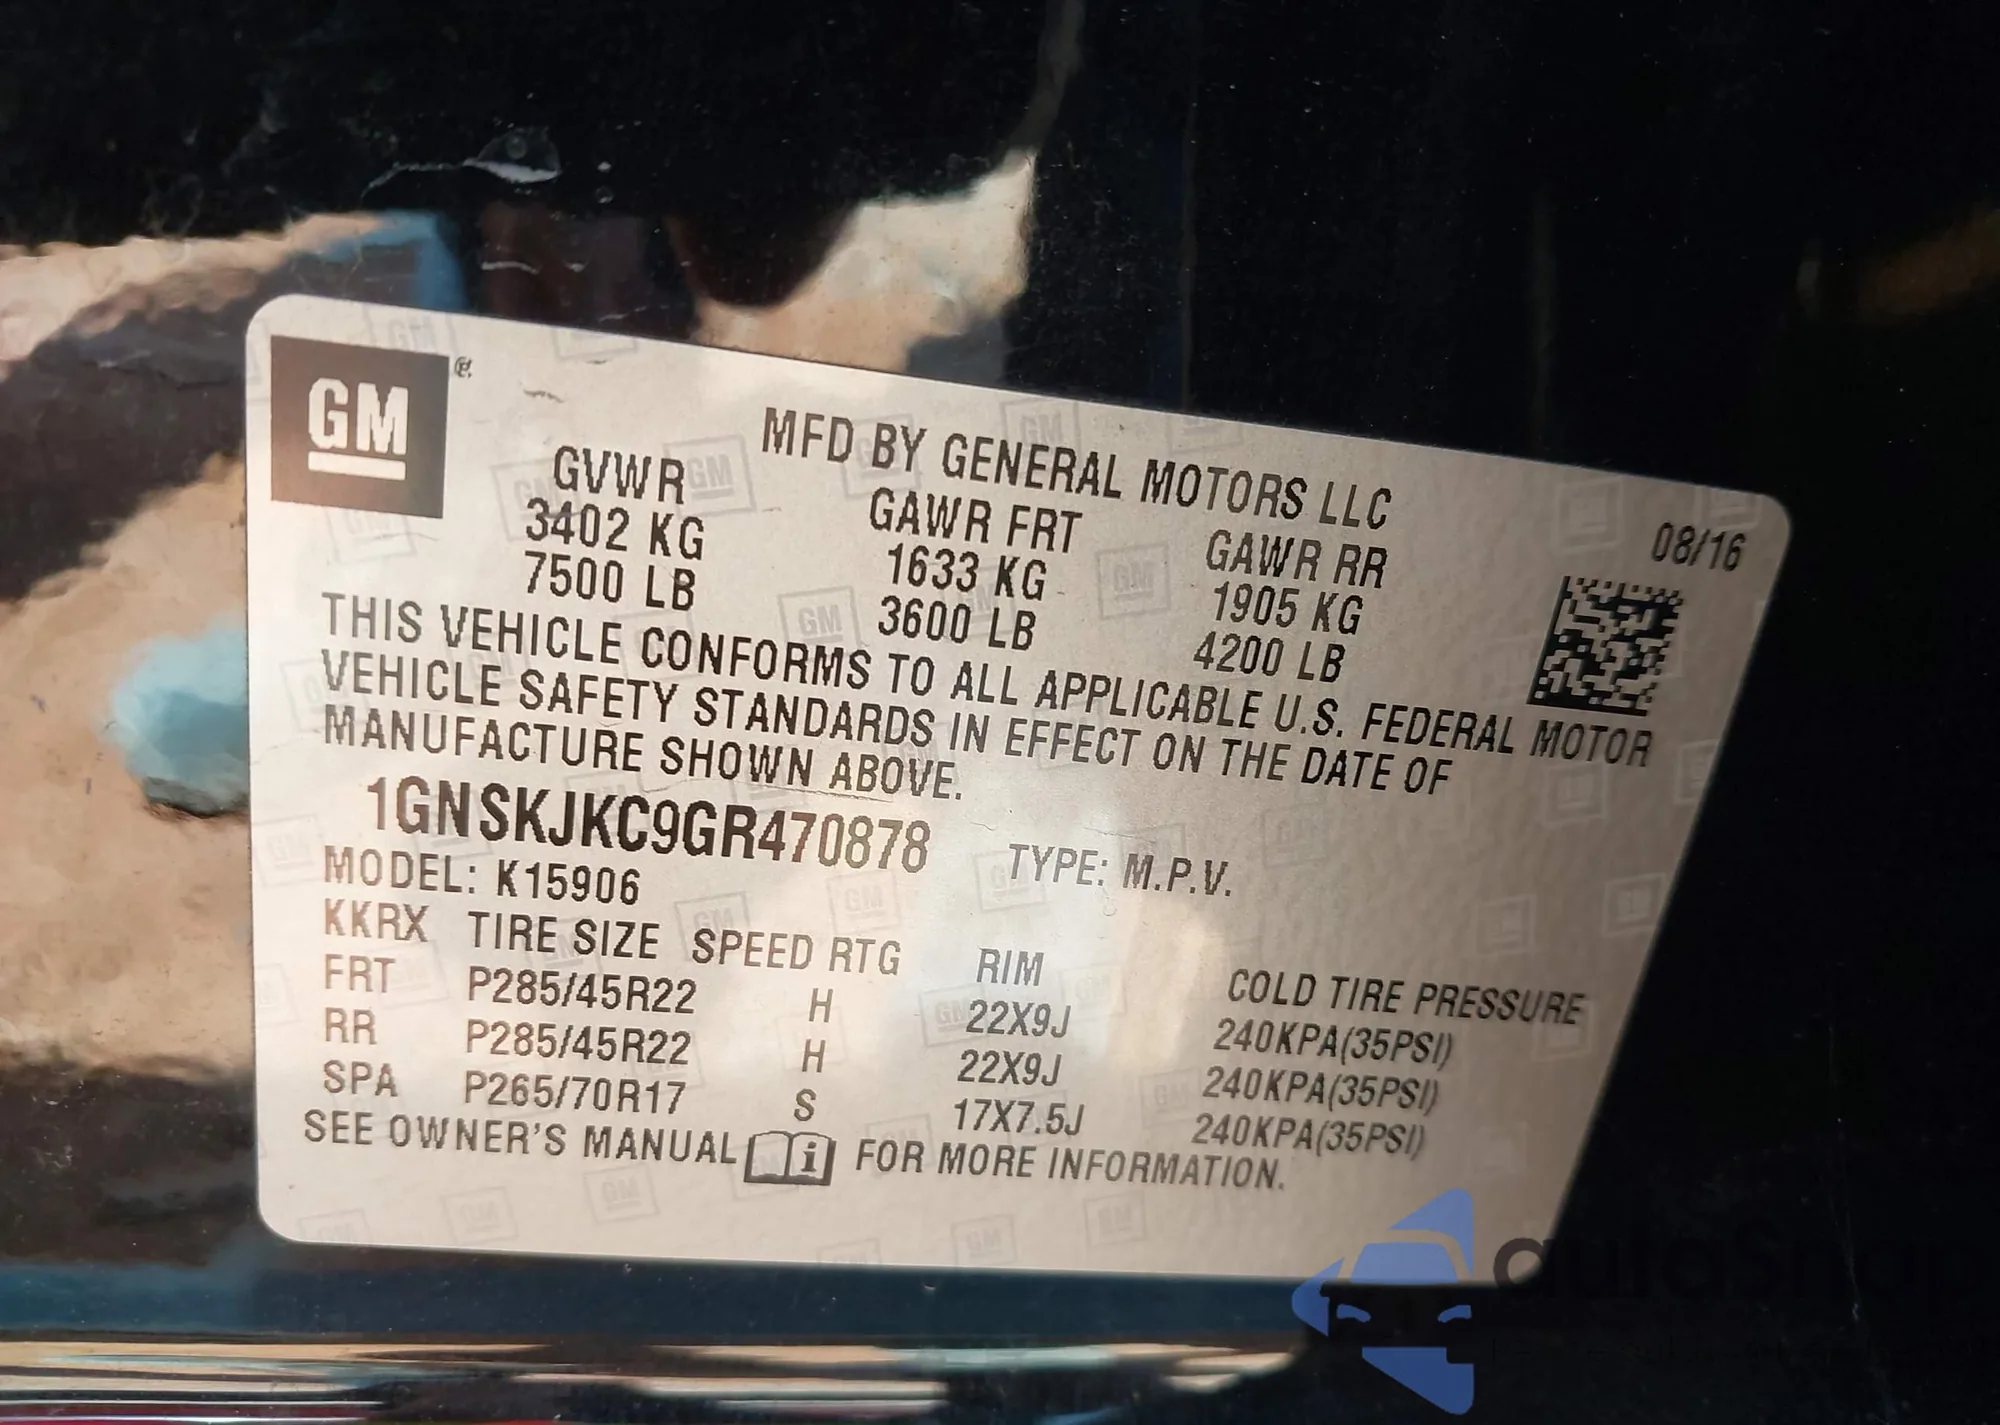 GM
MFD BY GENERAL MOTORS LLC
08/16
GVWR GAWR FRT GAWR RR
3402 KG 1633 KG 1905 KG
7500 LB 3600 LB 4200 LB
THIS VEHICLE CONFORMS TO ALL APPLICABLE U.S. FEDERAL MOTOR
VEHICLE SAFETY STANDARDS IN EFFECT ON THE DATE OF
MANUFACTURE SHOWN ABOVE.
1GNSKJKC9GR470878 TYPE: M.P.V.
MODEL: K15906
KKRX TIRE SIZE SPEED RTG RIM COLD TIRE PRESSURE
FRT P285/45R22 H 22X9J 240KPA(35PSI)
RR P285/45R22 H 22X9J 240KPA(35PSI)
SPA P265/70R17 S 17X7.5J 240KPA(35PSI)
SEE OWNER'S MANUAL i FOR MORE INFORMATION.